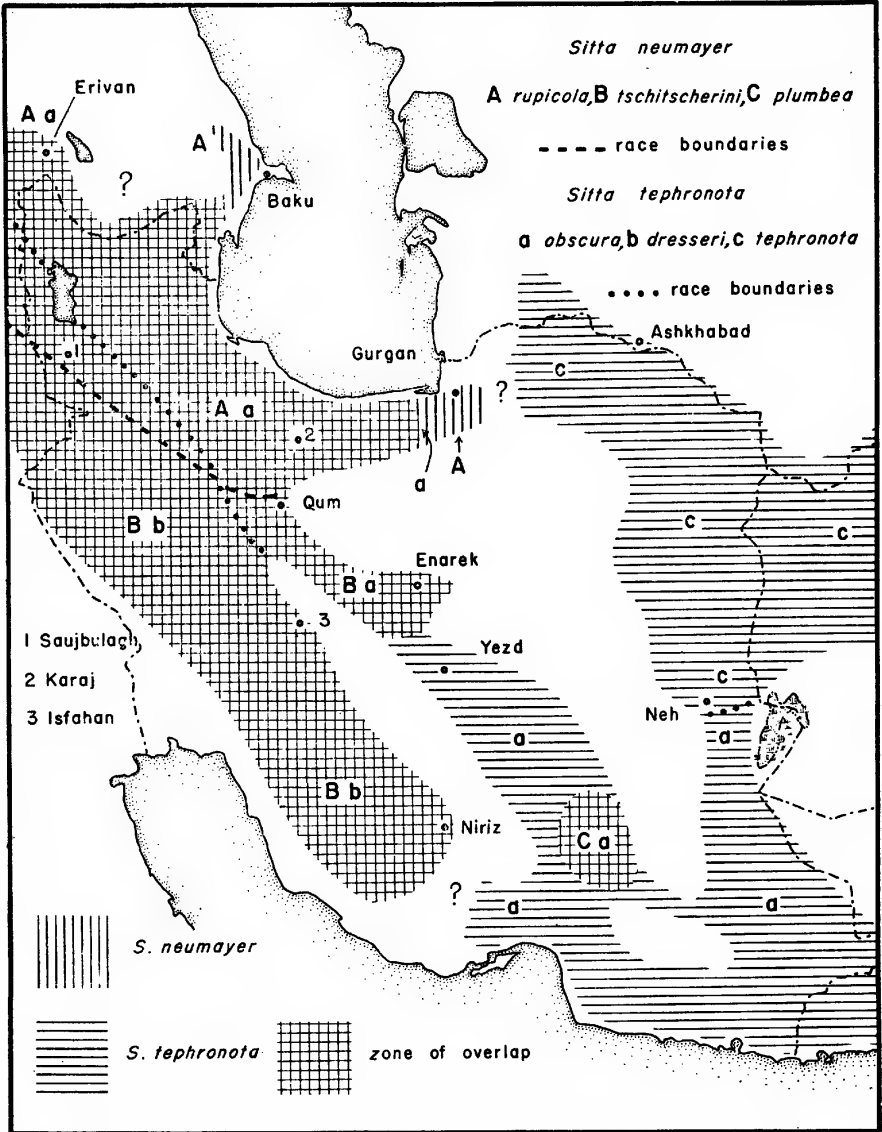 Sitta neumayer
A rupicola, B tschitscherini, C plumbea
race boundaries
Sitta tephronota
a obscura, b dresseri, c tephronota
race boundaries
Erivan
A a
A'
?
Baku
Ashkhabad
Gurgan
?
c
1
A a
2
a
A
Qum
c
c
B b
Enarek
B a
3
Yezd
1 Saujbulagh
2 Karaj
3 Isfahan
c
Neh
a
a
B b
Niriz
C a
?
a
a
S. neumayer
S. tephronota
zone of overlap